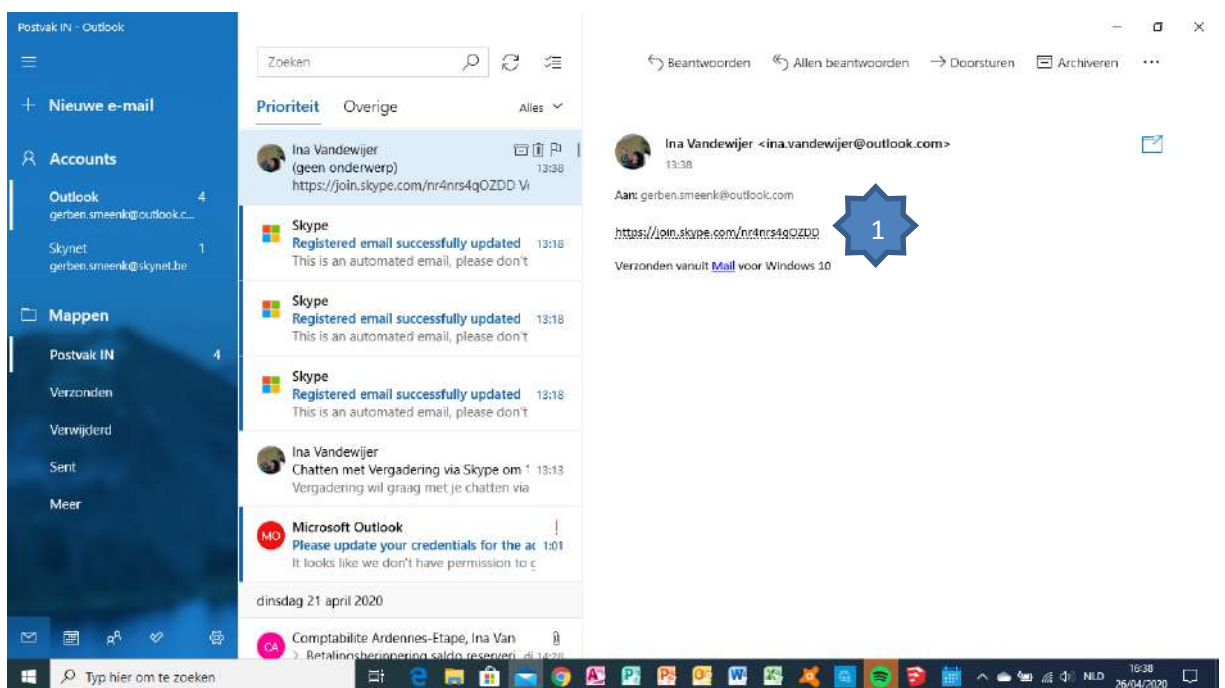 Postvak IN - Outlook
Zoeken
Beantwoorden
Allen beantwoorden
Doorsturen
Archiveren
Nieuwe e-mail
Accounts
Outlook 4
gerben.smeenk@outlook.c...
Skynet 1
gerben.smeenk@skynet.be
Mappen
Postvak IN 4
Verzonden
Verwijderd
Sent
Meer
Prioriteit Overige Alles
Ina Vandewijer
(geen onderwerp) 13:38
https://join.skype.com/nr4nrs4qOZDD
Skype
Registered email successfully updated 13:18
This is an automated email, please don't
Skype
Registered email successfully updated 13:18
This is an automated email, please don't
Skype
Registered email successfully updated 13:18
This is an automated email, please don't
Ina Vandewijer
Chatten met Vergadering via Skype om 13:13
Vergadering wil graag met je chatten via
MO
Microsoft Outlook
Please update your credentials for the ac 1:01
It looks like we don't have permission to
dinsdag 21 april 2020
CA
Comptabilite Ardennes-Etape, Ina Van
Betalingsherinnering saldo reserveri
Ina Vandewijer <ina.vandewijer@outlook.com>
13:38
Aan: gerben.smeenk@outlook.com
https://join.skype.com/nr4nrs4qOZDD
1
Verzonden vanuit Mail voor Windows 10
Typ hier om te zoeken
NLD
16:38
26/04/2020